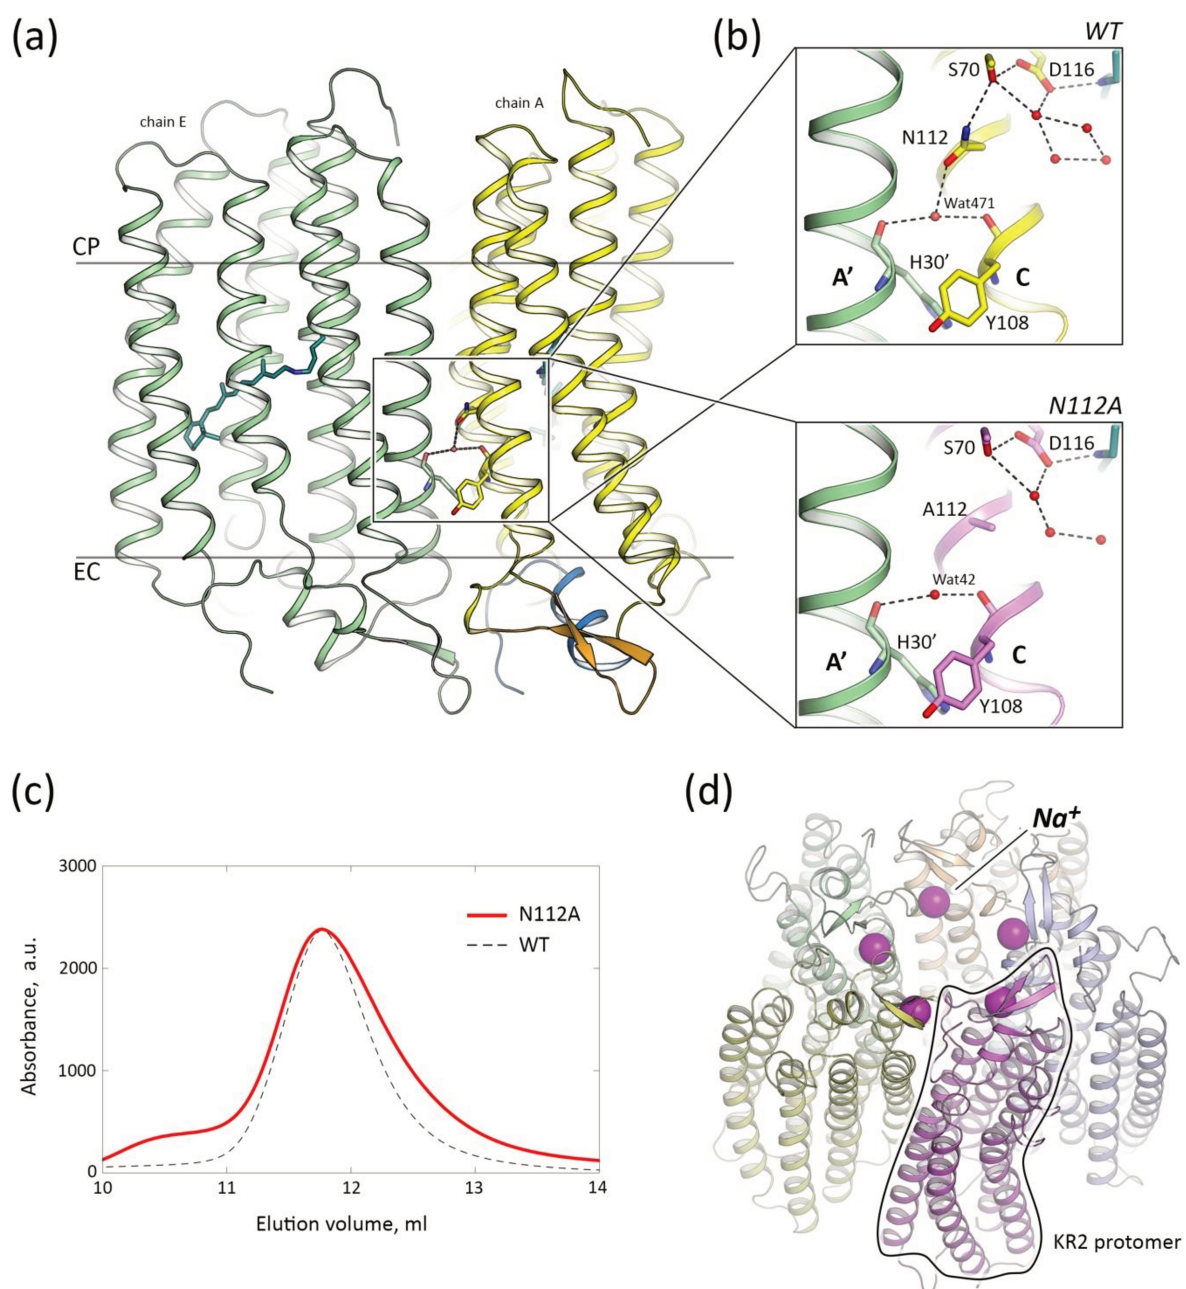 (a)
chain E
chain A
CP
EC
(b)
WT
S70
D116
N112
Wat471
H30′
A′
C
Y108
N112A
S70
D116
A112
Wat42
H30′
A′
C
Y108
(c)
3000
2000
1000
0
10
11
12
13
14
Absorbance, a.u.
Elution volume, ml
N112A
WT
(d)
Na⁺
KR2 protomer